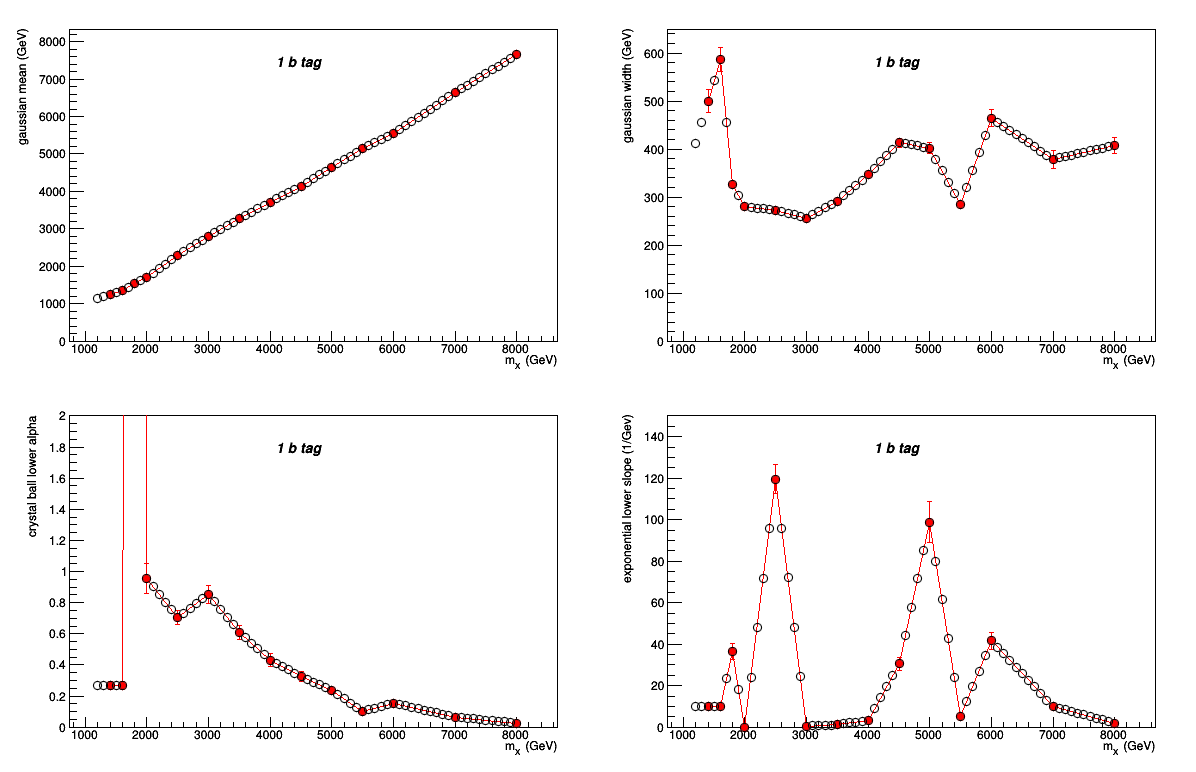 gaussian mean (GeV)
8000
7000
6000
5000
4000
3000
2000
1000
0
1 b tag
1000 2000 3000 4000 5000 6000 7000 8000
m_x (GeV)
gaussian width (GeV)
600
500
400
300
200
100
0
1 b tag
1000 2000 3000 4000 5000 6000 7000 8000
m_x (GeV)
crystal ball lower alpha
2
1.8
1.6
1.4
1.2
1
0.8
0.6
0.4
0.2
0
1 b tag
1000 2000 3000 4000 5000 6000 7000 8000
m_x (GeV)
exponential lower slope (1/Gev)
140
120
100
80
60
40
20
0
1 b tag
1000 2000 3000 4000 5000 6000 7000 8000
m_x (GeV)